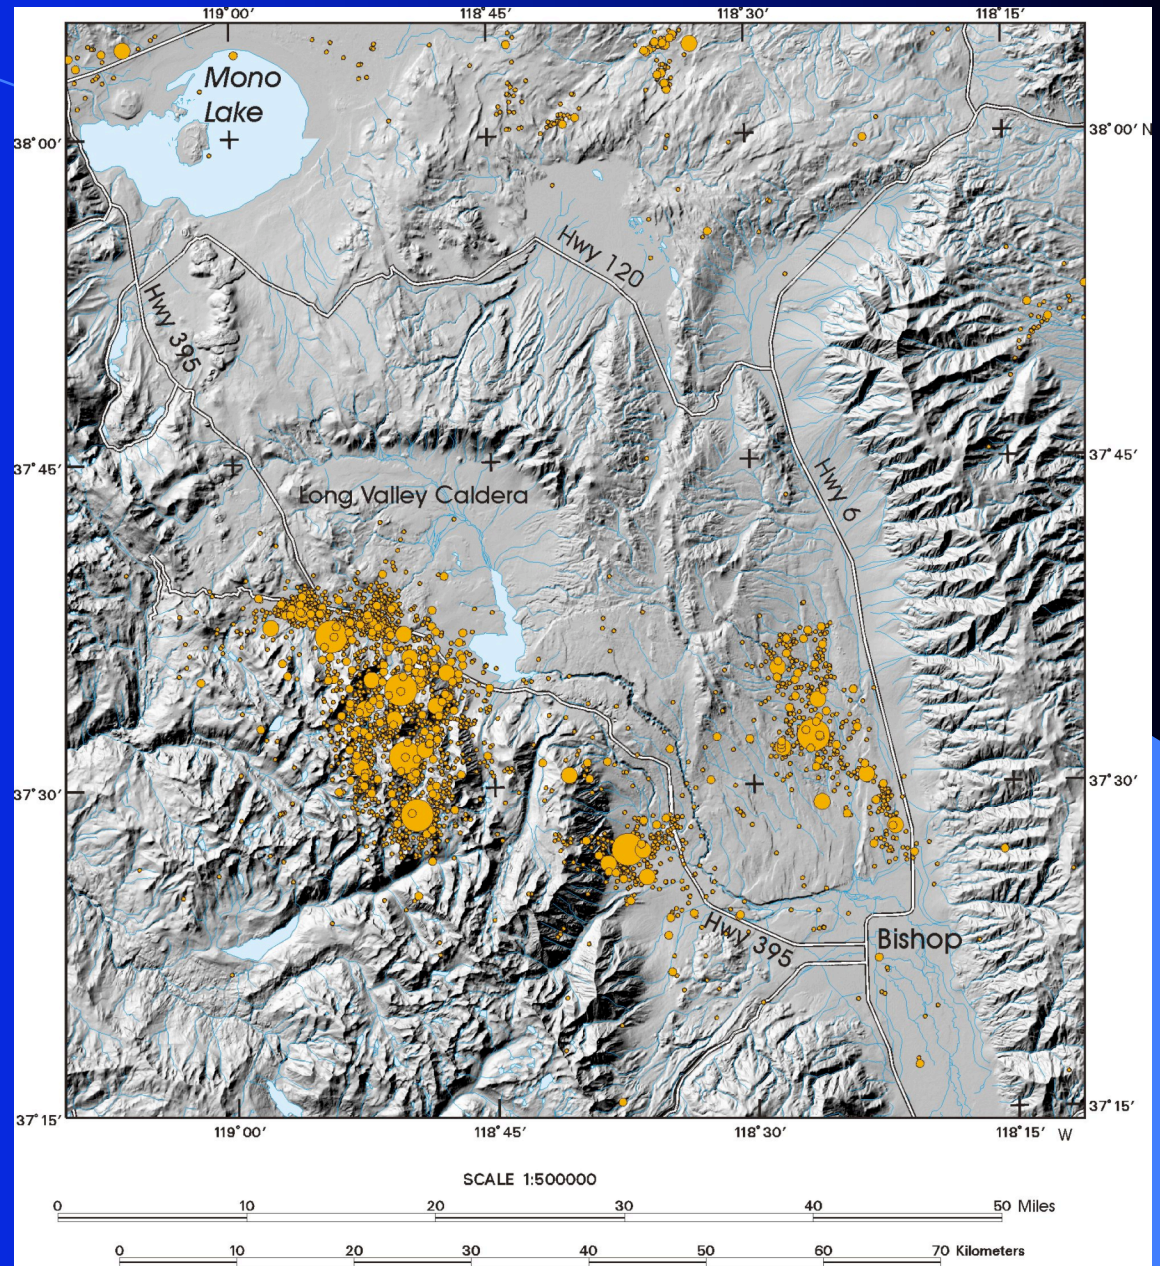 119°00′ 118°45′ 118°30′ 118°15′
Mono
Lake
38°00′ 38°00′ N
Hwy 120
Hwy 395
37°45′ 37°45′
Hwy 6
Long Valley Caldera
37°30′ 37°30′
Hwy 395
Bishop
37°15′ 37°15′
119°00′ 118°45′ 118°30′ 118°15′ W
SCALE 1:500000
0 10 20 30 40 50 Miles
0 10 20 30 40 50 60 70 Kilometers